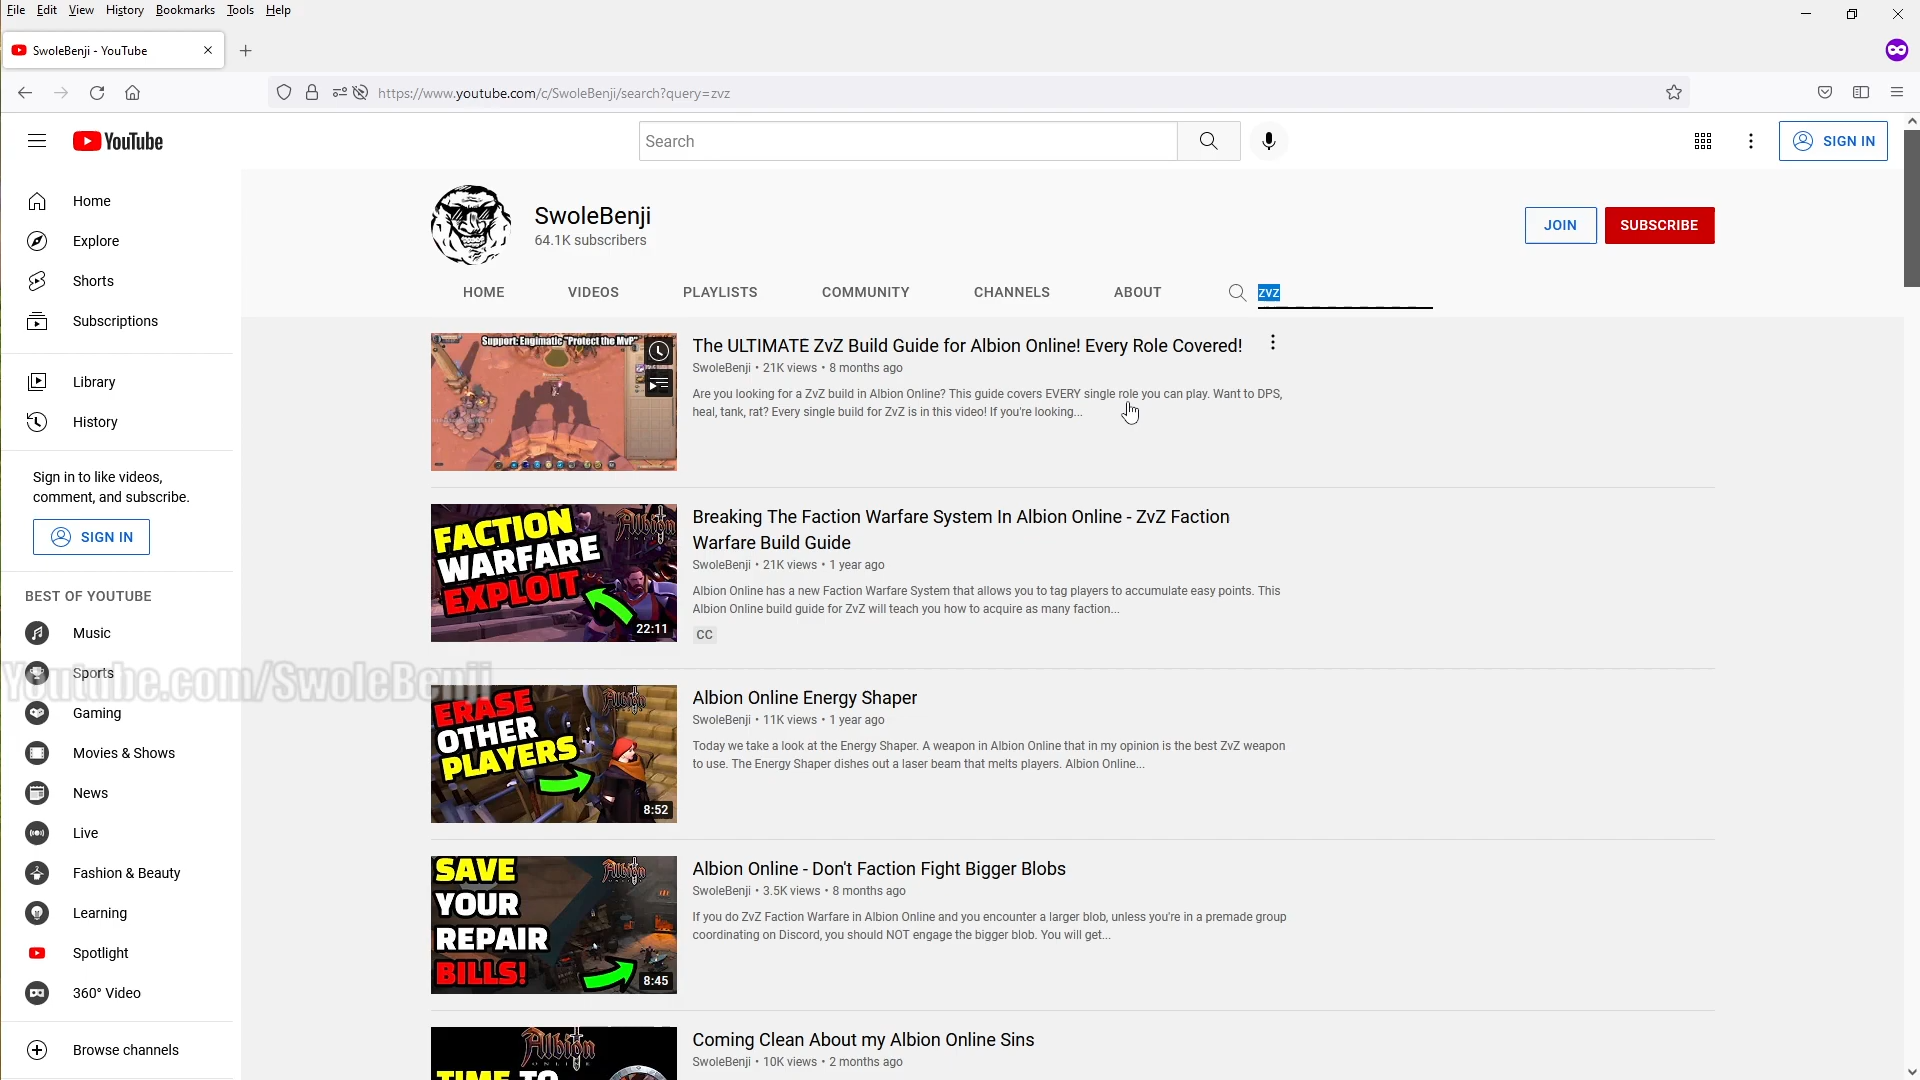 File Edit View History Bookmarks Tools Help
SwoleBenji - YouTube
https://www.youtube.com/c/SwoleBenji/search?query=zvz
YouTube
Search
SIGN IN
Home
Explore
Shorts
Subscriptions
Library
History
Sign in to like videos,
comment, and subscribe.
SIGN IN
BEST OF YOUTUBE
Music
Sports
Gaming
Movies & Shows
News
Live
Fashion & Beauty
Learning
Spotlight
360° Video
Browse channels
Youtube.com/SwoleBenji
SwoleBenji
64.1K subscribers
JOIN
SUBSCRIBE
HOME VIDEOS PLAYLISTS COMMUNITY CHANNELS ABOUT zvz
Support: Engimatic "Protect the MvP"
The ULTIMATE ZvZ Build Guide for Albion Online! Every Role Covered!
SwoleBenji • 21K views • 8 months ago
Are you looking for a ZvZ build in Albion Online? This guide covers EVERY single role you can play. Want to DPS,
heal, tank, rat? Every single build for ZvZ is in this video! If you're looking...
FACTION
WARFARE
EXPLOIT
Albion
22:11
Breaking The Faction Warfare System In Albion Online - ZvZ Faction
Warfare Build Guide
SwoleBenji • 21K views • 1 year ago
Albion Online has a new Faction Warfare System that allows you to tag players to accumulate easy points. This
Albion Online build guide for ZvZ will teach you how to acquire as many faction...
CC
ERASE
OTHER
PLAYERS
Albion
8:52
Albion Online Energy Shaper
SwoleBenji • 11K views • 1 year ago
Today we take a look at the Energy Shaper. A weapon in Albion Online that in my opinion is the best ZvZ weapon
to use. The Energy Shaper dishes out a laser beam that melts players. Albion Online...
SAVE
YOUR
REPAIR
BILLS!
Albion
8:45
Albion Online - Don't Faction Fight Bigger Blobs
SwoleBenji • 3.5K views • 8 months ago
If you do ZvZ Faction Warfare in Albion Online and you encounter a larger blob, unless you're in a premade group
coordinating on Discord, you should NOT engage the bigger blob. You will get...
Albion
ONLINE
TIME TO
Coming Clean About my Albion Online Sins
SwoleBenji • 10K views • 2 months ago